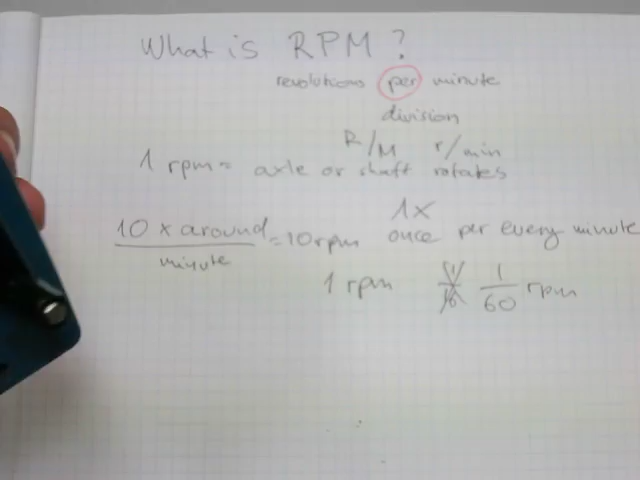 What is RPM ?
revolutions per minute
division
R/M r/min
1 rpm = axle or shaft rotates
1x
10 x around / minute = 10 rpm once per every minute
1 rpm 1/60 rpm